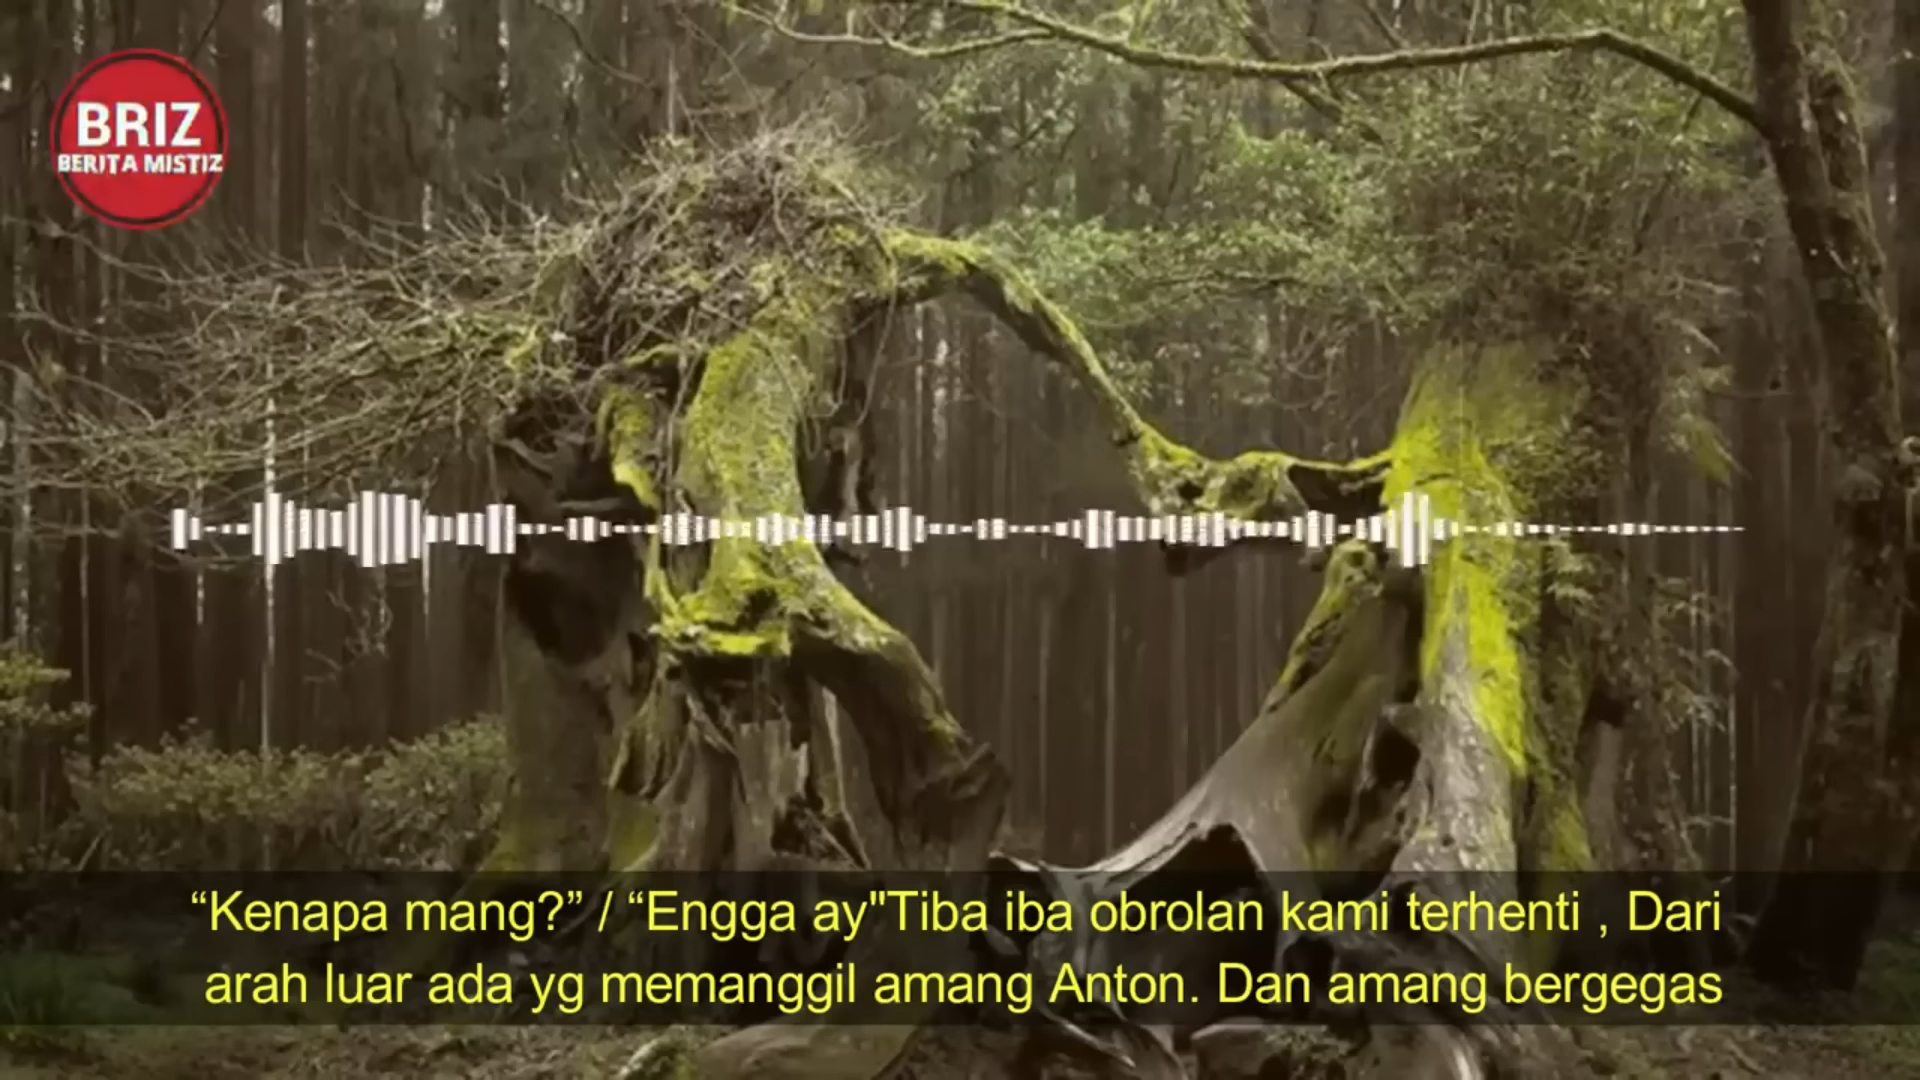 BRIZ
BERITA MISTIZ
“Kenapa mang?” / “Engga ay"Tiba iba obrolan kami terhenti , Dari
arah luar ada yg memanggil amang Anton. Dan amang bergegas